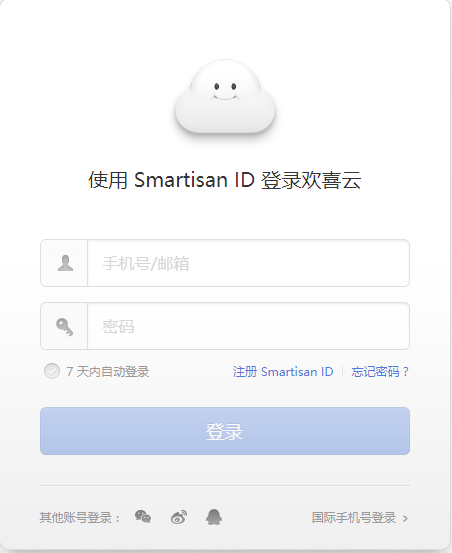 使用 Smartisan ID 登录欢喜云
手机号/邮箱
密码
7 天内自动登录 注册 Smartisan ID 忘记密码？
登录
其他账号登录： 国际手机号登录 >